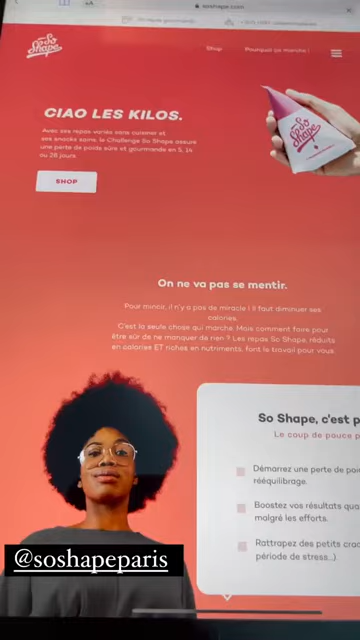 soshape.com
So So
Shape
Shop
Pourquoi ça marche !
So So
Shape
CIAO LES KILOS.
Avec ses repas variés sans cuisiner et
ses snacks sains, le Challenge So Shape assure
une perte de poids sûre et gourmande en 5, 14
ou 28 jours.
SHOP
On ne va pas se mentir.
Pour mincir, il n'y a pas de miracle ! Il faut diminuer ses
calories.
C'est la seule chose qui marche. Mais comment faire pour
être sûr de ne manquer de rien ? Les repas So Shape, réduits
en calories ET riches en nutriments, font le travail pour vous.
So Shape, c'est p
Le coup de pouce p
Démarrez une perte de poi
rééquilibrage.
Boostez vos résultats qua
malgré les efforts.
Rattrapez des petits crac
période de stress...)
@soshapeparis